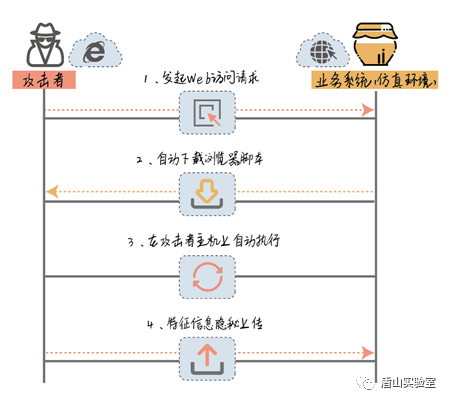 攻击者
业务系统(仿真环境)
1、发起Web访问请求
2、自动下载浏览器脚本
3、在攻击者主机上自动执行
4、特征信息隐秘上传
盾山实验室